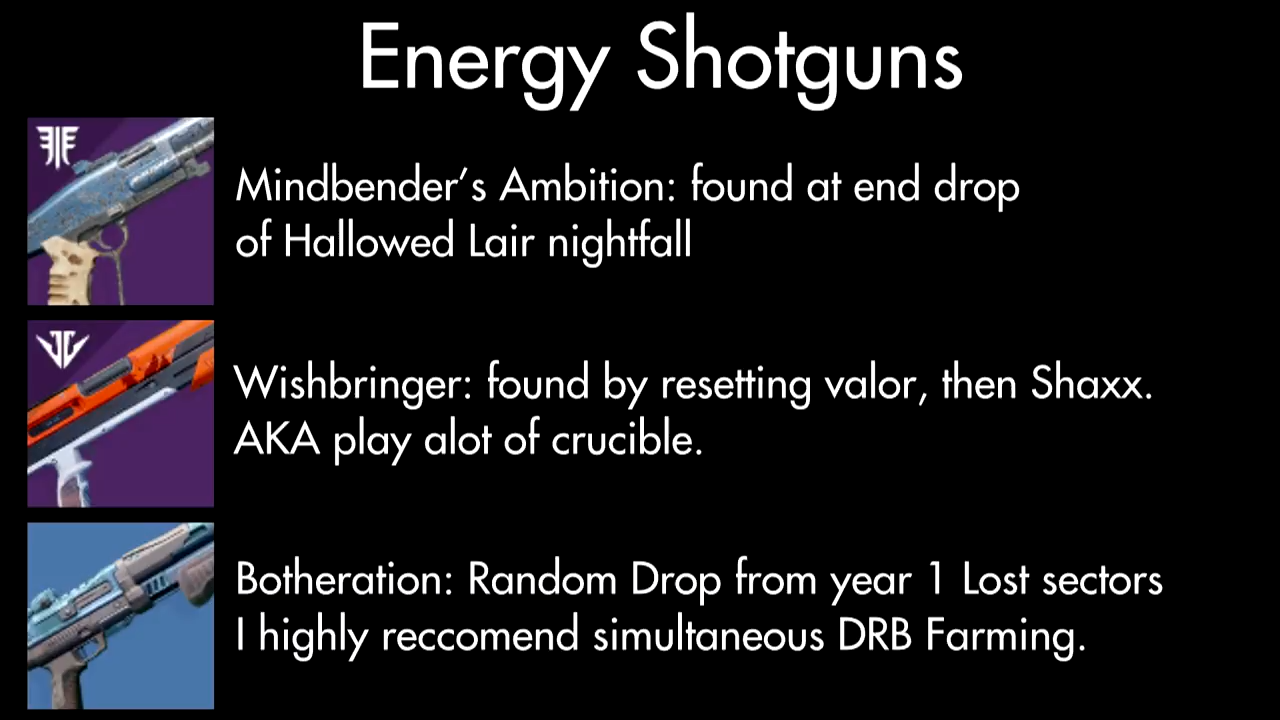 Energy Shotguns
Mindbender's Ambition: found at end drop
of Hallowed Lair nightfall
Wishbringer: found by resetting valor, then Shaxx.
AKA play alot of crucible.
Botheration: Random Drop from year 1 Lost sectors
I highly reccomend simultaneous DRB Farming.